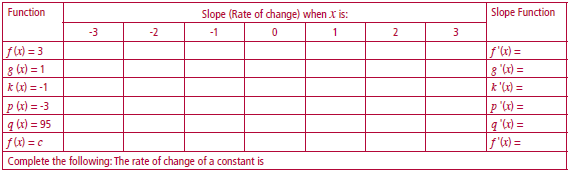 Function Slope (Rate of change) when x is: Slope Function
-3 -2 -1 0 1 2 3
f (x) = 3 f '(x) =
g (x) = 1 g '(x) =
k (x) = -1 k '(x) =
p (x) = -3 p '(x) =
q (x) = 95 q '(x) =
f (x) = c f '(x) =
Complete the following: The rate of change of a constant is